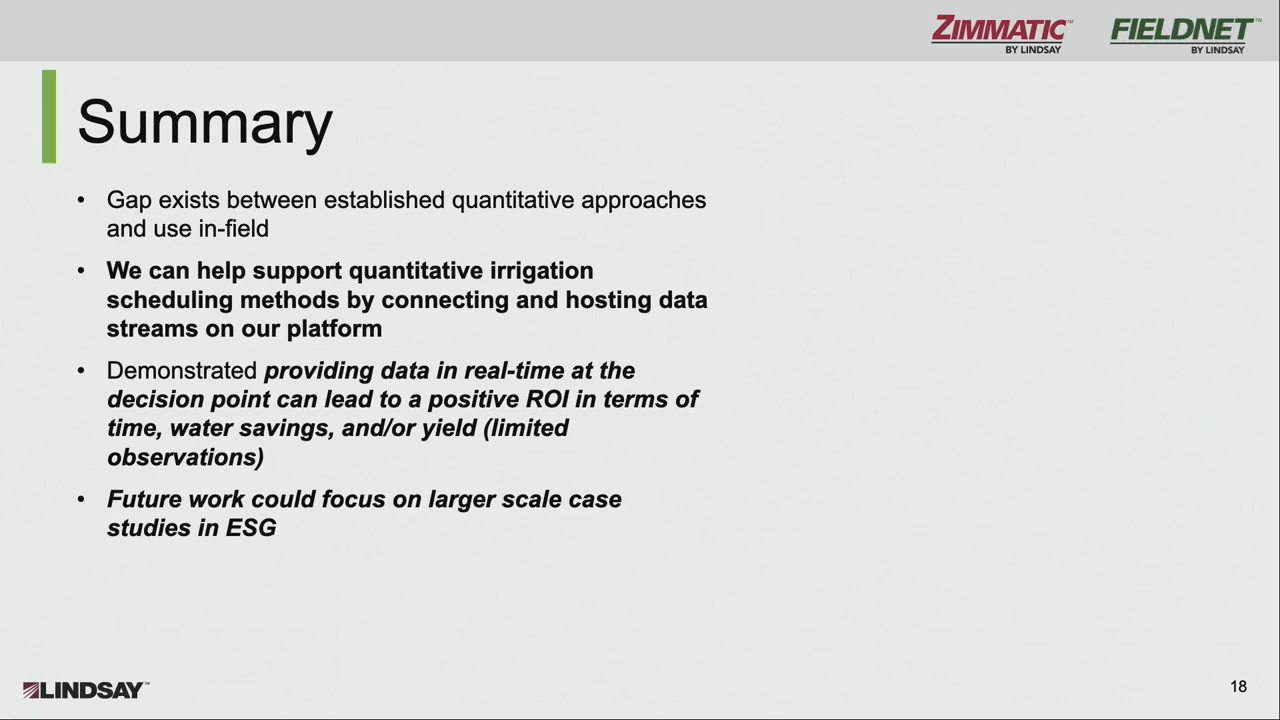 ZIMMATIC™
BY LINDSAY
FIELDNET™
BY LINDSAY
Summary
• Gap exists between established quantitative approaches
and use in-field
• We can help support quantitative irrigation
scheduling methods by connecting and hosting data
streams on our platform
• Demonstrated providing data in real-time at the
decision point can lead to a positive ROI in terms of
time, water savings, and/or yield (limited
observations)
• Future work could focus on larger scale case
studies in ESG
LINDSAY™
18